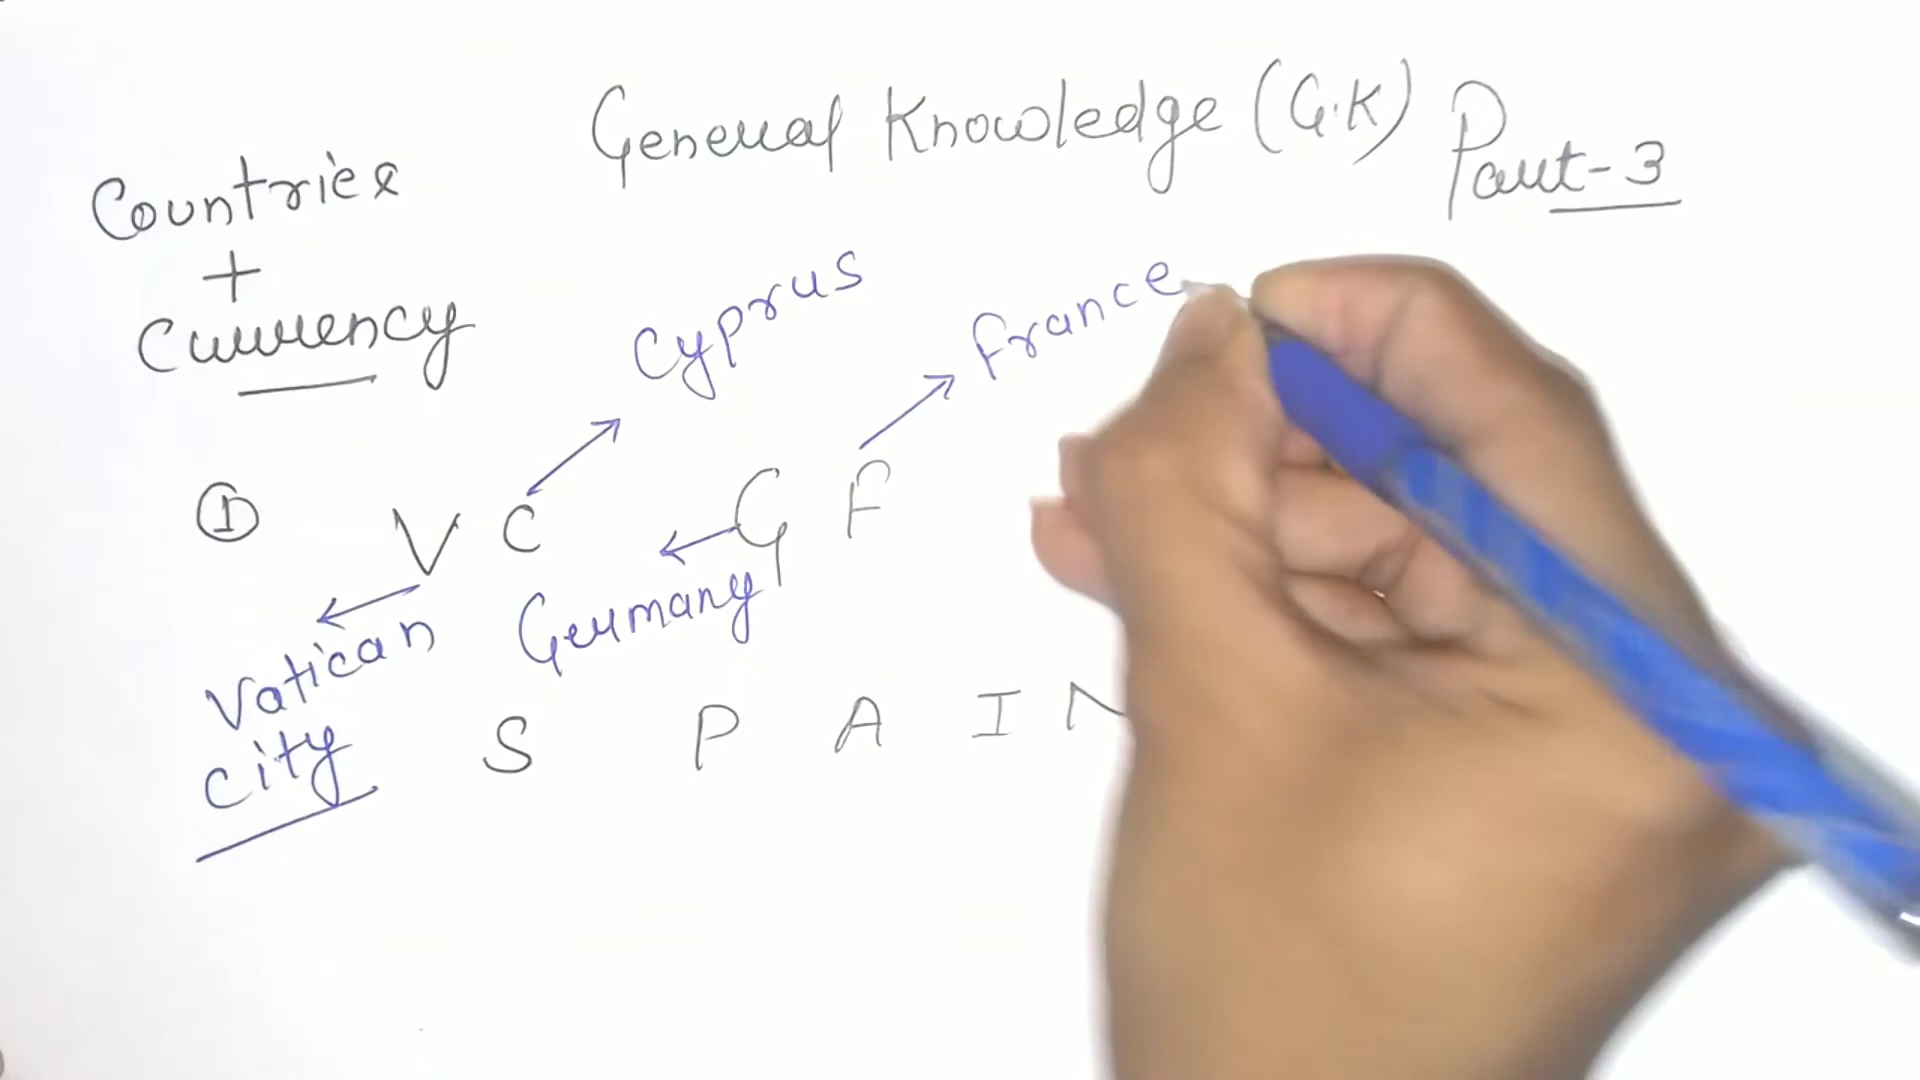 General Knowledge (G.K) Part-3
Countries
+
Currency
Cyprus
France
① V C G F
Vatican
City
Germany
S P A I N